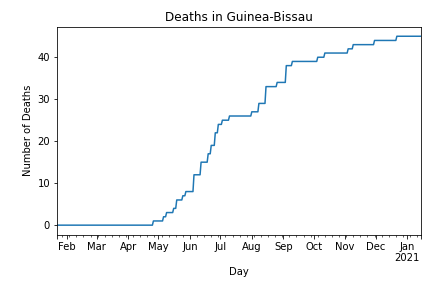 Deaths in Guinea-Bissau
Number of Deaths
40
30
20
10
0
Feb Mar Apr May Jun Jul Aug Sep Oct Nov Dec Jan
2021
Day